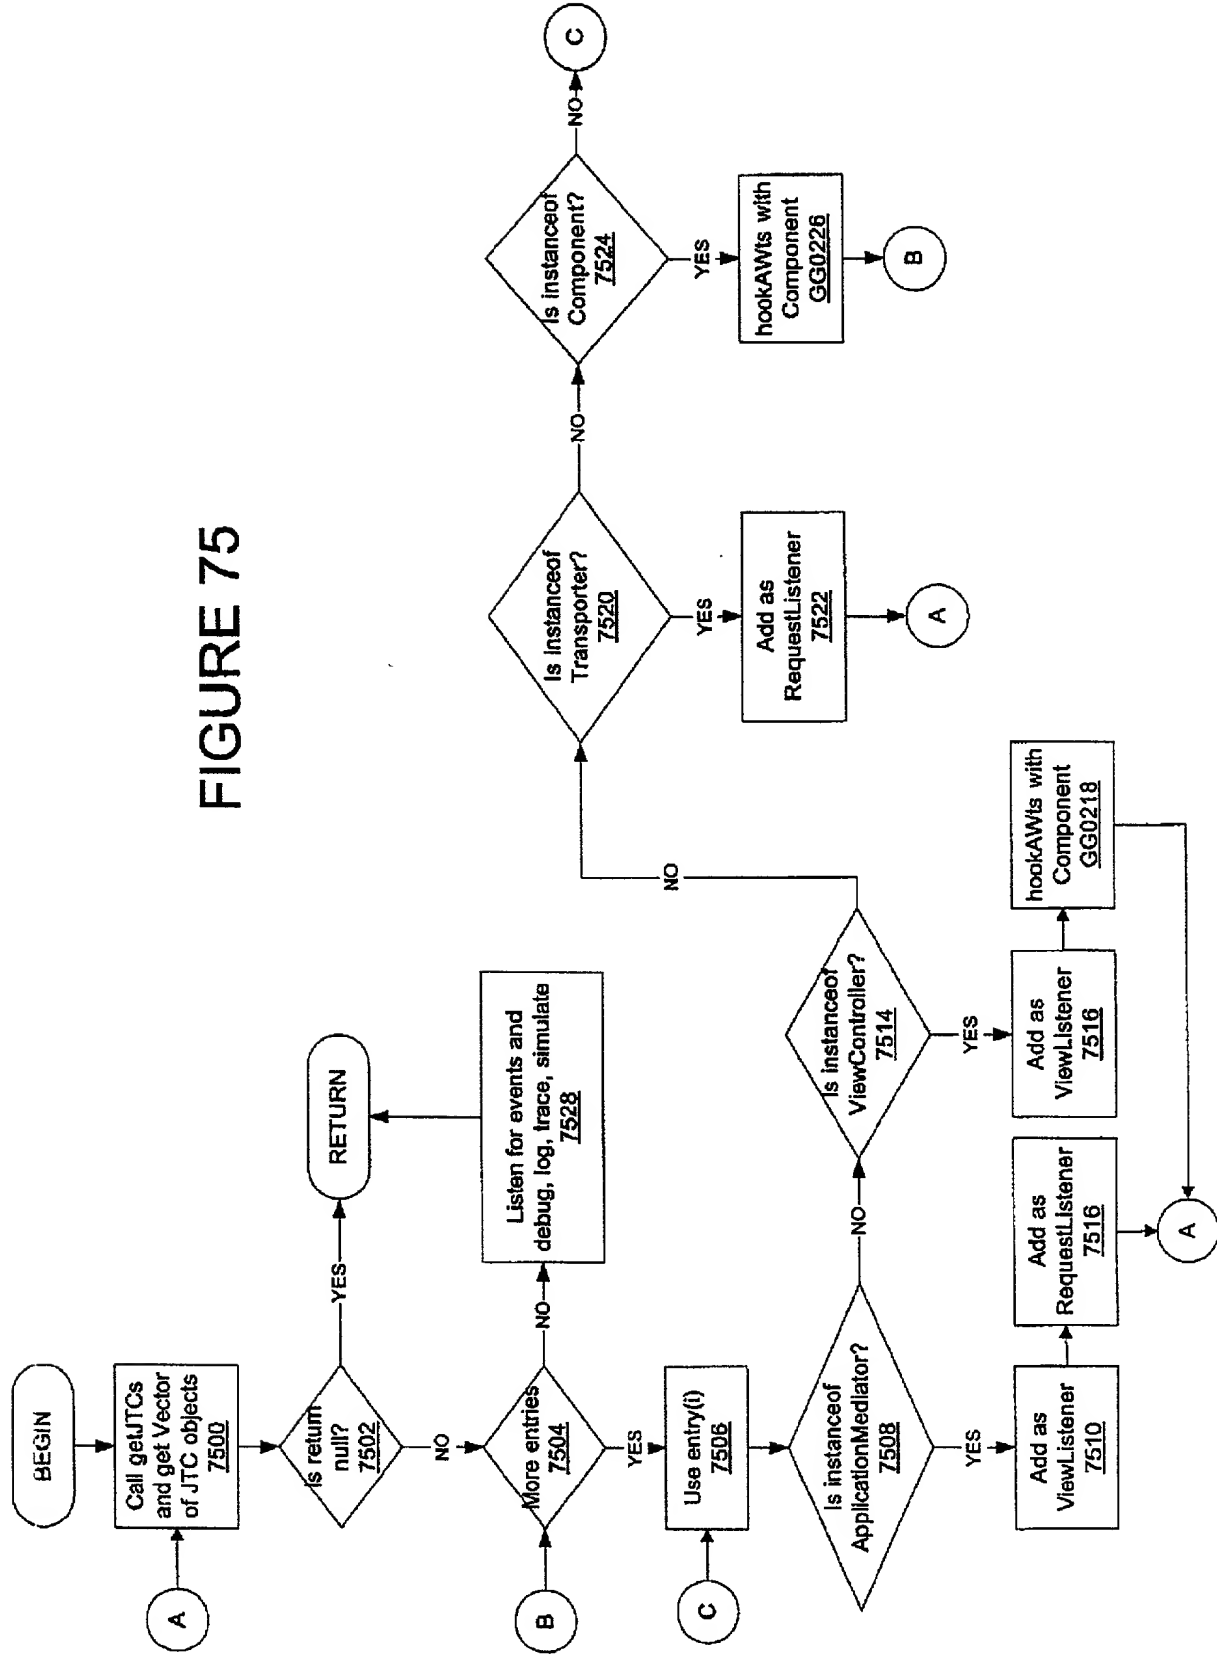 FIGURE 75
BEGIN
A
Call getJTCs
and get Vector
of JTC objects
7500
Is return
null?
7502
YES
RETURN
NO
B
More entries
7504
NO
Listen for events and
debug, log, trace, simulate
7528
YES
C
Use entry(i)
7506
Is instanceof
ApplicationMediator?
7508
YES
Add as
ViewListener
7510
Add as
RequestListener
7516
A
NO
Is instanceof
ViewController?
7514
YES
Add as
ViewListener
7516
hookAWts with
Component
GG0218
NO
Is instanceof
Transporter?
7520
YES
Add as
RequestListener
7522
A
NO
Is instanceof
Component?
7524
YES
hookAWts with
Component
GG0226
B
NO
C